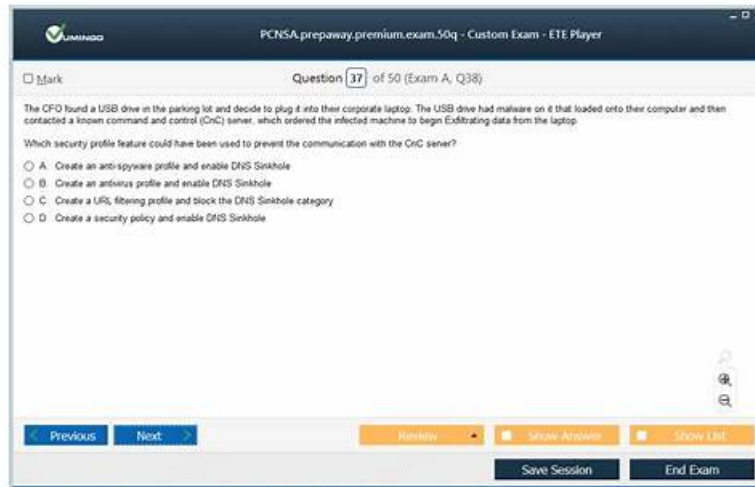 VUMINGO
PCNSA.prepaway.premium.exam.50q - Custom Exam - ETE Player
Mark
Question 37 of 50 (Exam A, Q38)
The CFO found a USB drive in the parking lot and decide to plug it into their corporate laptop. The USB drive had malware on it that loaded onto their computer and then
contacted a known command and control (CnC) server, which ordered the infected machine to begin Exfiltrating data from the laptop.
Which security profile feature could have been used to prevent the communication with the CnC server?
A. Create an anti-spyware profile and enable DNS Sinkhole
B. Create an antivirus profile and enable DNS Sinkhole
C. Create a URL filtering profile and block the DNS Sinkhole category
D. Create a security policy and enable DNS Sinkhole
Previous Next Review Show Answer Show List
Save Session End Exam